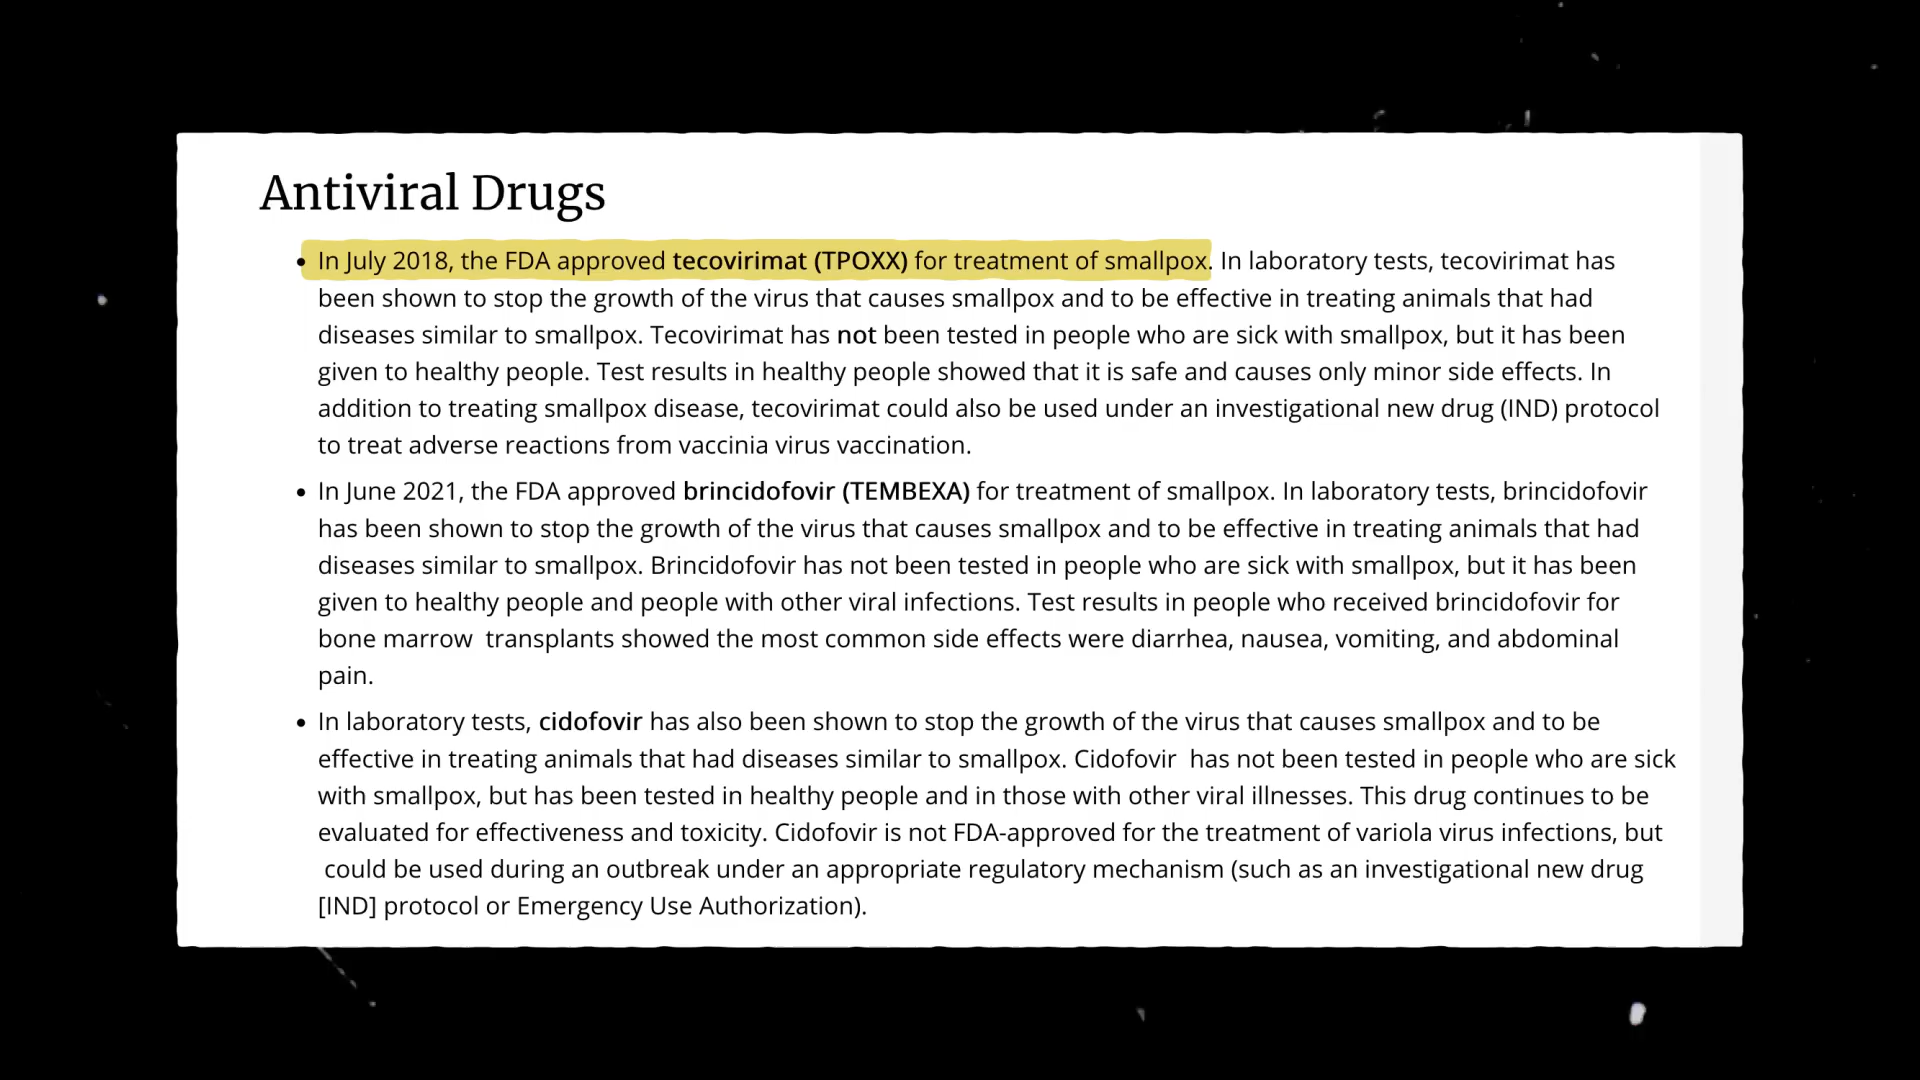 Antiviral Drugs
• In July 2018, the FDA approved tecovirimat (TPOXX) for treatment of smallpox. In laboratory tests, tecovirimat has
been shown to stop the growth of the virus that causes smallpox and to be effective in treating animals that had
diseases similar to smallpox. Tecovirimat has not been tested in people who are sick with smallpox, but it has been
given to healthy people. Test results in healthy people showed that it is safe and causes only minor side effects. In
addition to treating smallpox disease, tecovirimat could also be used under an investigational new drug (IND) protocol
to treat adverse reactions from vaccinia virus vaccination.
• In June 2021, the FDA approved brincidofovir (TEMBEXA) for treatment of smallpox. In laboratory tests, brincidofovir
has been shown to stop the growth of the virus that causes smallpox and to be effective in treating animals that had
diseases similar to smallpox. Brincidofovir has not been tested in people who are sick with smallpox, but it has been
given to healthy people and people with other viral infections. Test results in people who received brincidofovir for
bone marrow  transplants showed the most common side effects were diarrhea, nausea, vomiting, and abdominal
pain.
• In laboratory tests, cidofovir has also been shown to stop the growth of the virus that causes smallpox and to be
effective in treating animals that had diseases similar to smallpox. Cidofovir  has not been tested in people who are sick
with smallpox, but has been tested in healthy people and in those with other viral illnesses. This drug continues to be
evaluated for effectiveness and toxicity. Cidofovir is not FDA-approved for the treatment of variola virus infections, but
could be used during an outbreak under an appropriate regulatory mechanism (such as an investigational new drug
[IND] protocol or Emergency Use Authorization).